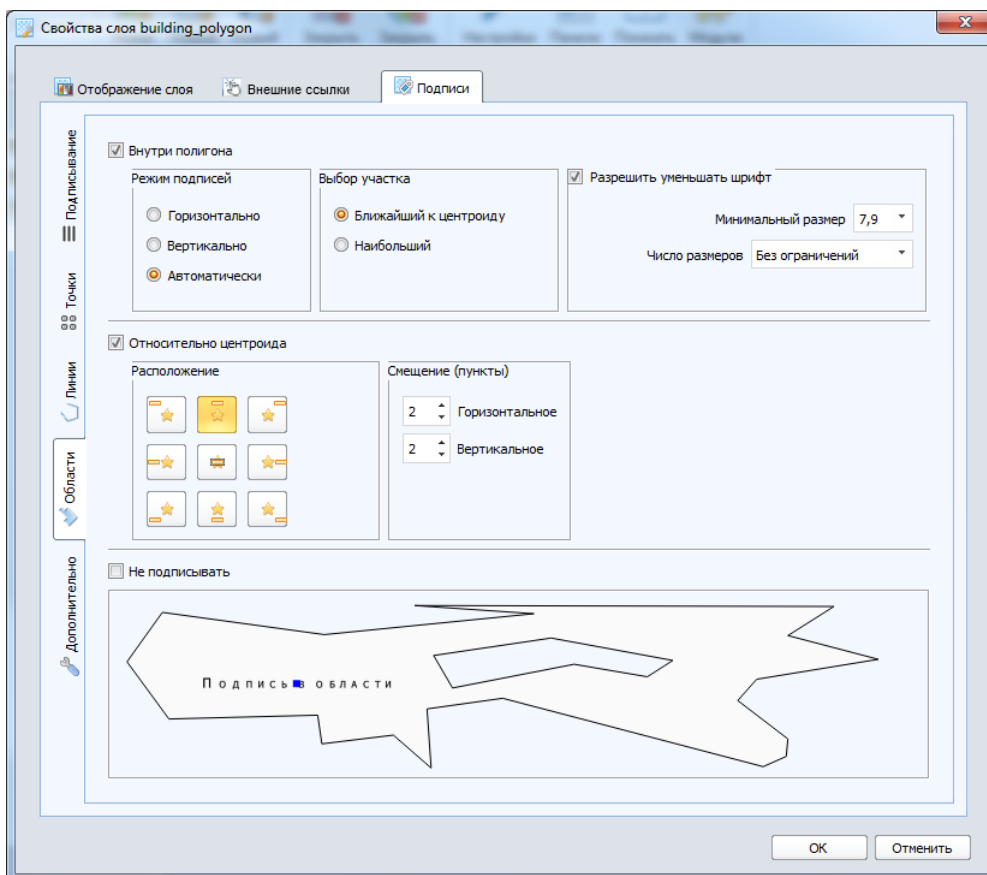 Свойства слоя building_polygon
Отображение слоя
Внешние ссылки
Подписи
Подписывание
Точки
Линии
Области
Дополнительно
Внутри полигона
Режим подписей
Горизонтально
Вертикально
Автоматически
Выбор участка
Ближайший к центроиду
Наибольший
Разрешить уменьшать шрифт
Минимальный размер 7,9
Число размеров Без ограничений
Относительно центроида
Расположение
Смещение (пункты)
2 Горизонтальное
2 Вертикальное
Не подписывать
Подпись в области
OK Отменить